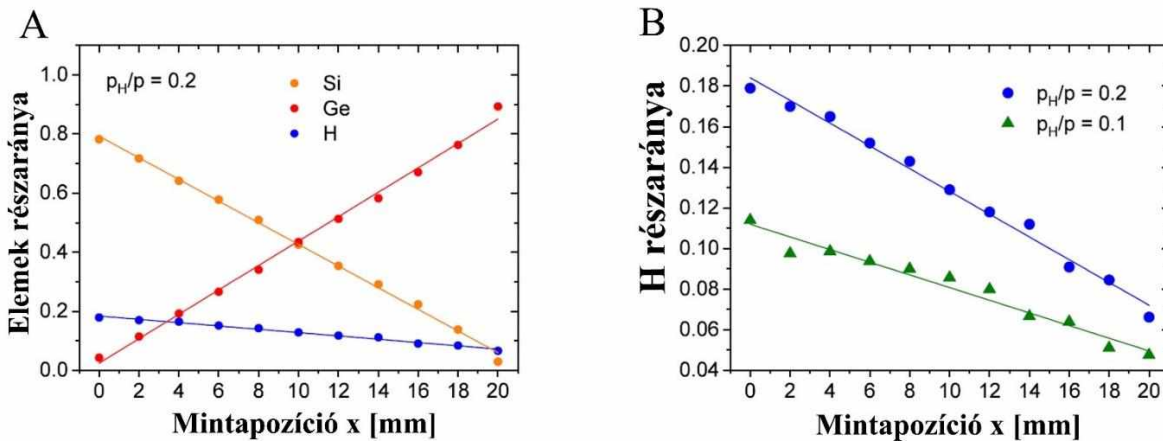 A
Elemek részaránya
1.0
0.8
0.6
0.4
0.2
0.0
pH/p = 0.2
Si
Ge
H
0 2 4 6 8 10 12 14 16 18 20
Mintapozíció x [mm]
B
H részaránya
0.20
0.18
0.16
0.14
0.12
0.10
0.08
0.06
0.04
pH/p = 0.2
pH/p = 0.1
0 2 4 6 8 10 12 14 16 18 20
Mintapozíció x [mm]